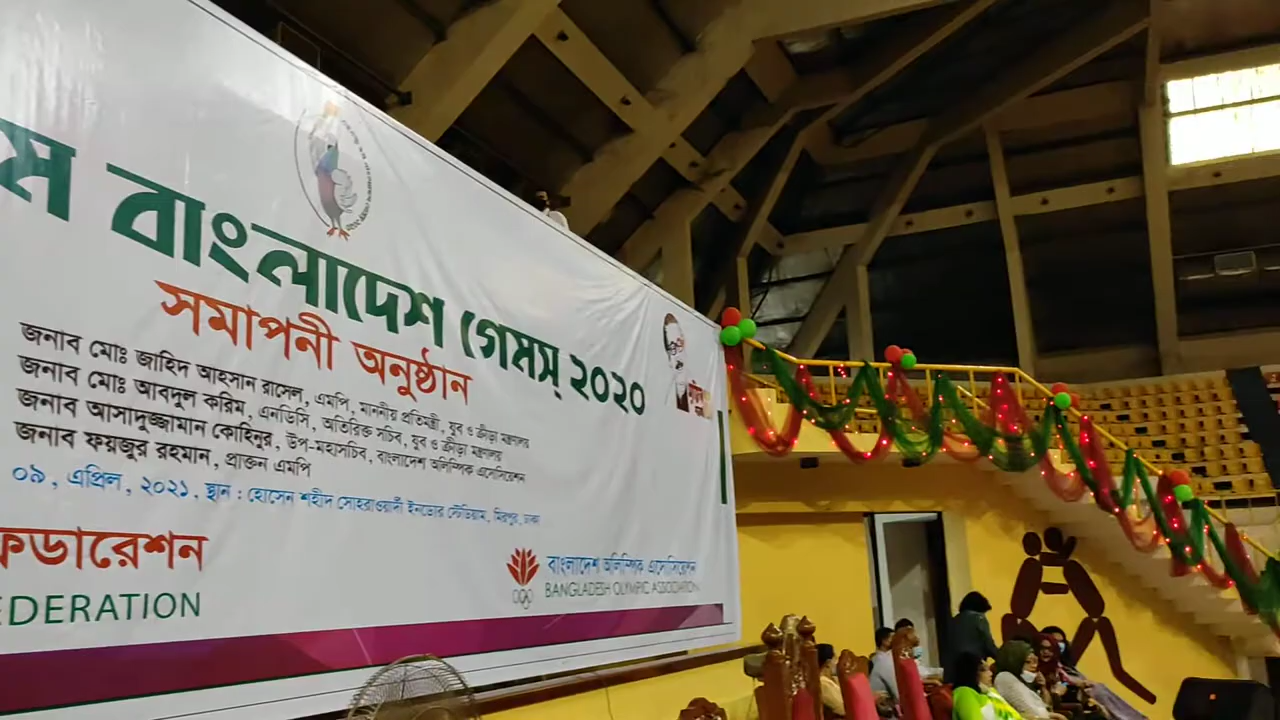 ম বাংলাদেশ গেমস্ ২০২০
সমাপনী অনুষ্ঠান
জনাব মোঃ জাহিদ আহসান রাসেল, এমপি, মাননীয় প্রতিমন্ত্রী, যুব ও ক্রীড়া মন্ত্রণালয়
জনাব মোঃ আবদুল করিম, এনডিসি, অতিরিক্ত সচিব, যুব ও ক্রীড়া মন্ত্রণালয়
জনাব আসাদুজ্জামান কোহিনুর, উপ-মহাসচিব, বাংলাদেশ অলিম্পিক এসোসিয়েশন
জনাব ফয়জুর রহমান, প্রাক্তন এমপি
০৯, এপ্রিল, ২০২১, স্থান : হোসেন শহীদ সোহরাওয়ার্দী ইনডোর স্টেডিয়াম, মিরপুর, ঢাকা
ফেডারেশন
EDERATION
বাংলাদেশ অলিম্পিক এসোসিয়েশন
BANGLADESH OLYMPIC ASSOCIATION